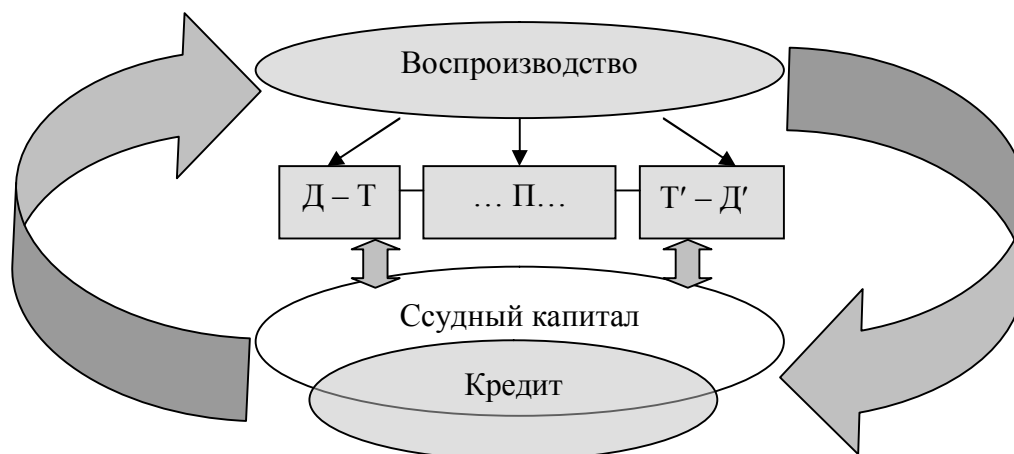 Воспроизводство
Д – Т
… П…
Т′ – Д′
Ссудный капитал
Кредит